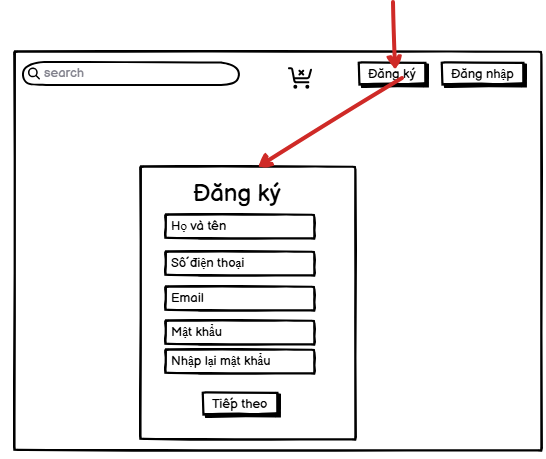 search
Đăng ký
Đăng nhập
Đăng ký
Họ và tên
Số điện thoại
Email
Mật khẩu
Nhập lại mật khẩu
Tiếp theo